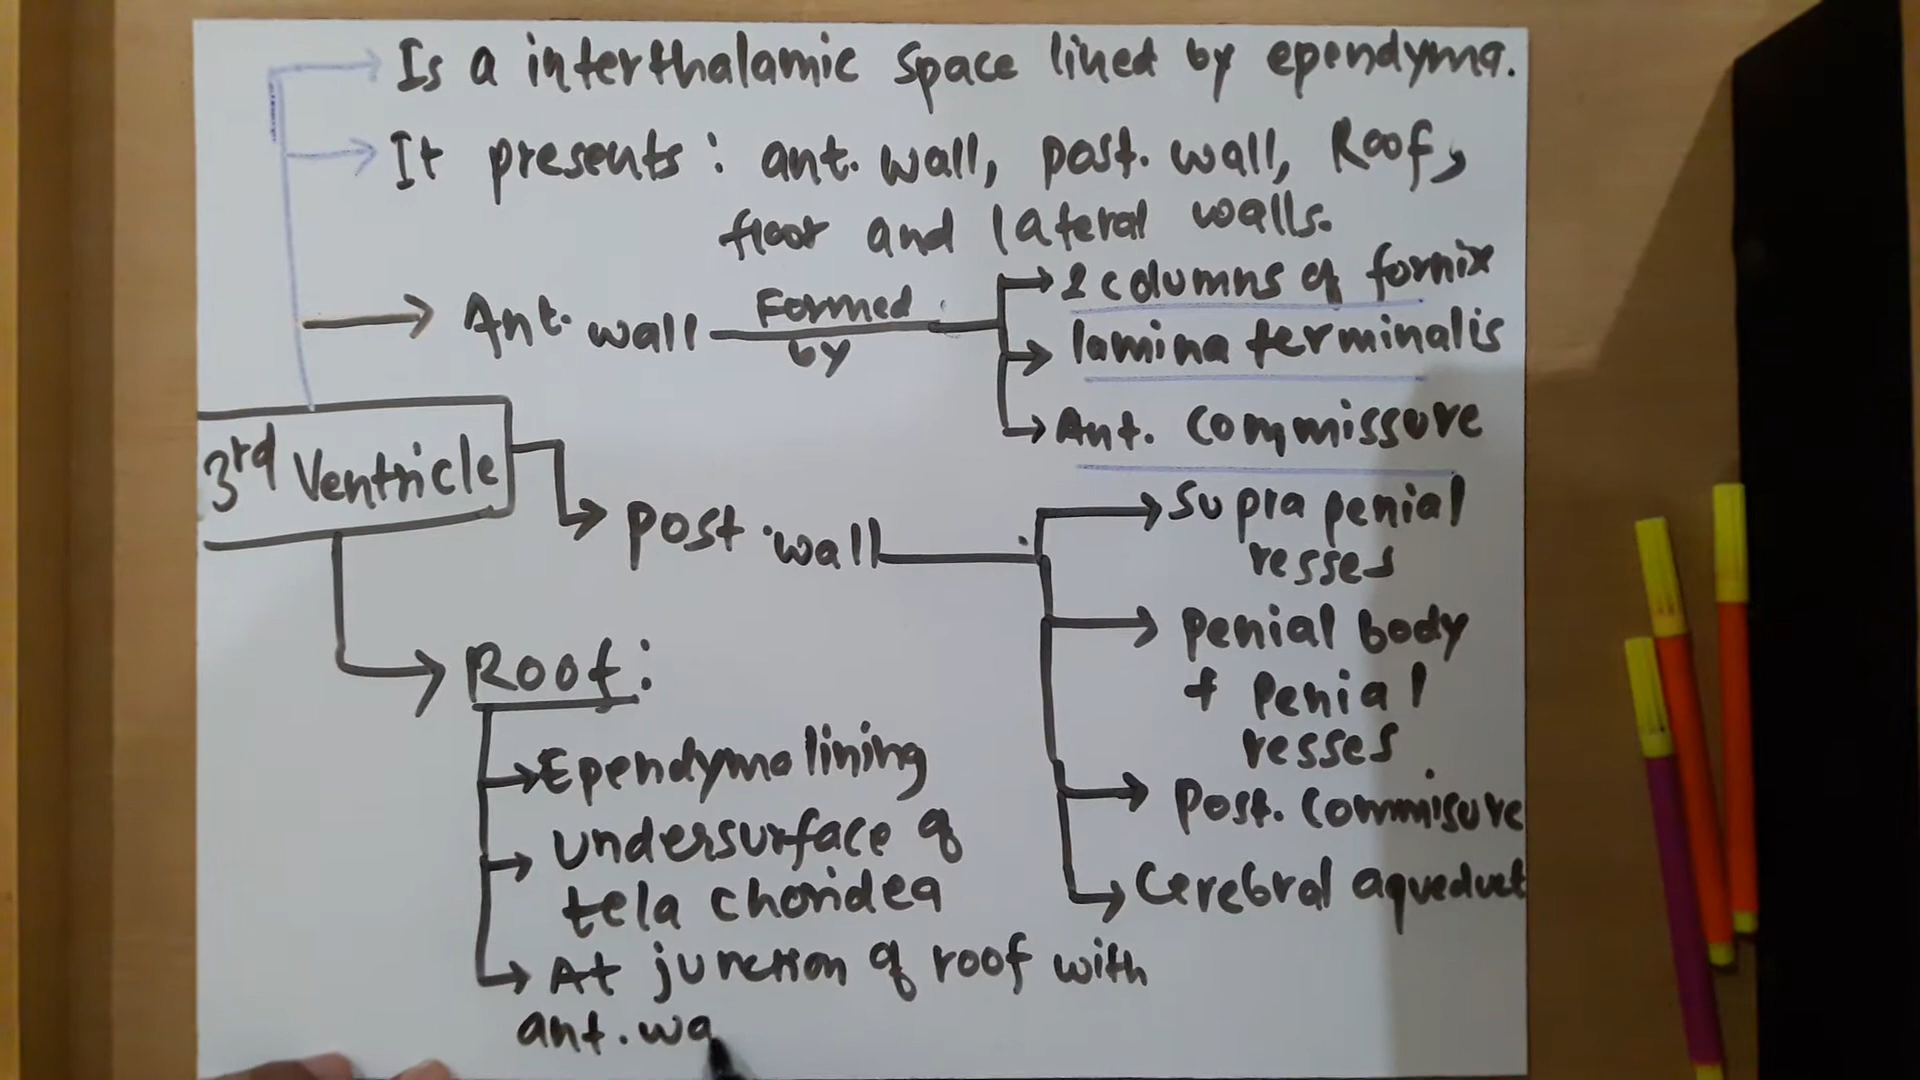 Is a interthalamic space lined by ependyma.
It presents: ant. wall, post. wall, Roof,
floor and lateral walls.
Ant. wall Formed by
2 columns of fornix
lamina terminalis
Ant. commissure
3rd Ventricle
post. wall
Supra penial
resses
penial body
+ penial
resses
Post. commisure
Cerebral aqueduct
Roof:
Ependyma lining
undersurface of
tela choridea
At junction of roof with
ant. wa